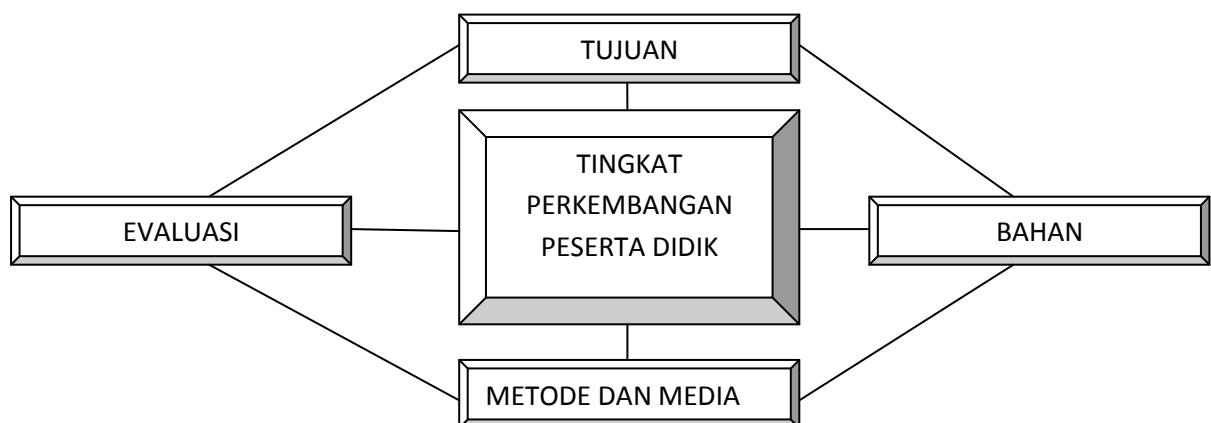 TUJUAN
TINGKAT
PERKEMBANGAN
PESERTA DIDIK
EVALUASI
BAHAN
METODE DAN MEDIA